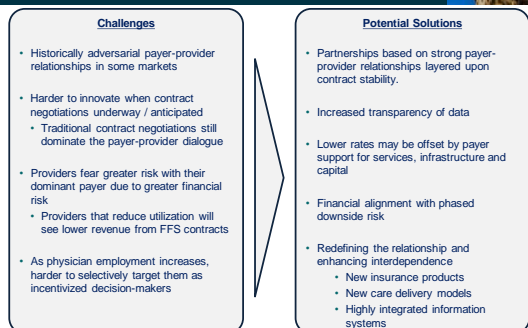 Challenges
• Historically adversarial payer-provider
relationships in some markets
• Harder to innovate when contract
negotiations underway / anticipated
• Traditional contract negotiations still
dominate the payer-provider dialogue
• Providers fear greater risk with their
dominant payer due to greater financial
risk
• Providers that reduce utilization will
see lower revenue from FFS contracts
• As physician employment increases,
harder to selectively target them as
incentivized decision-makers
Potential Solutions
• Partnerships based on strong payer-
provider relationships layered upon
contract stability.
• Increased transparency of data
• Lower rates may be offset by payer
support for services, infrastructure and
capital
• Financial alignment with phased
downside risk
• Redefining the relationship and
enhancing interdependence
• New insurance products
• New care delivery models
• Highly integrated information
systems